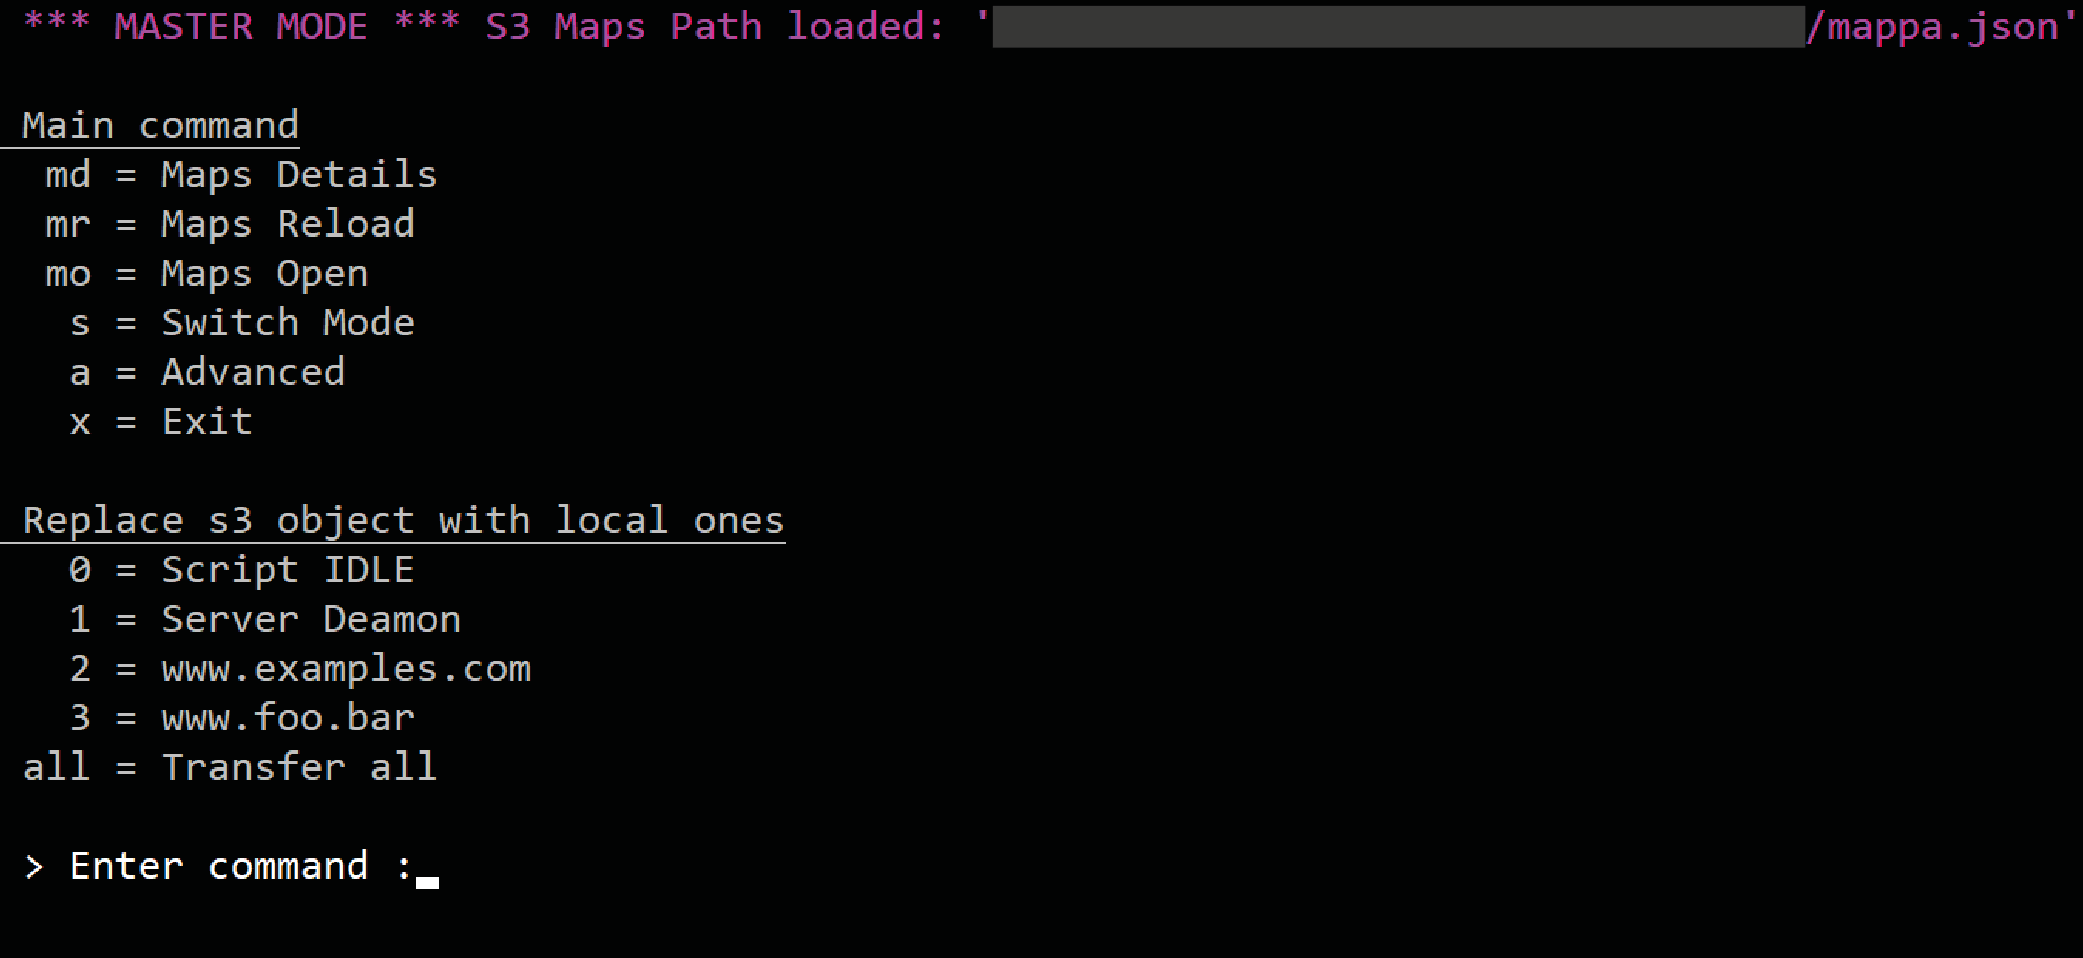 *** MASTER MODE *** S3 Maps Path loaded: '/mappa.json'
Main command
md = Maps Details
mr = Maps Reload
mo = Maps Open
s = Switch Mode
a = Advanced
x = Exit
Replace s3 object with local ones
0 = Script IDLE
1 = Server Deamon
2 = www.examples.com
3 = www.foo.bar
all = Transfer all
> Enter command :